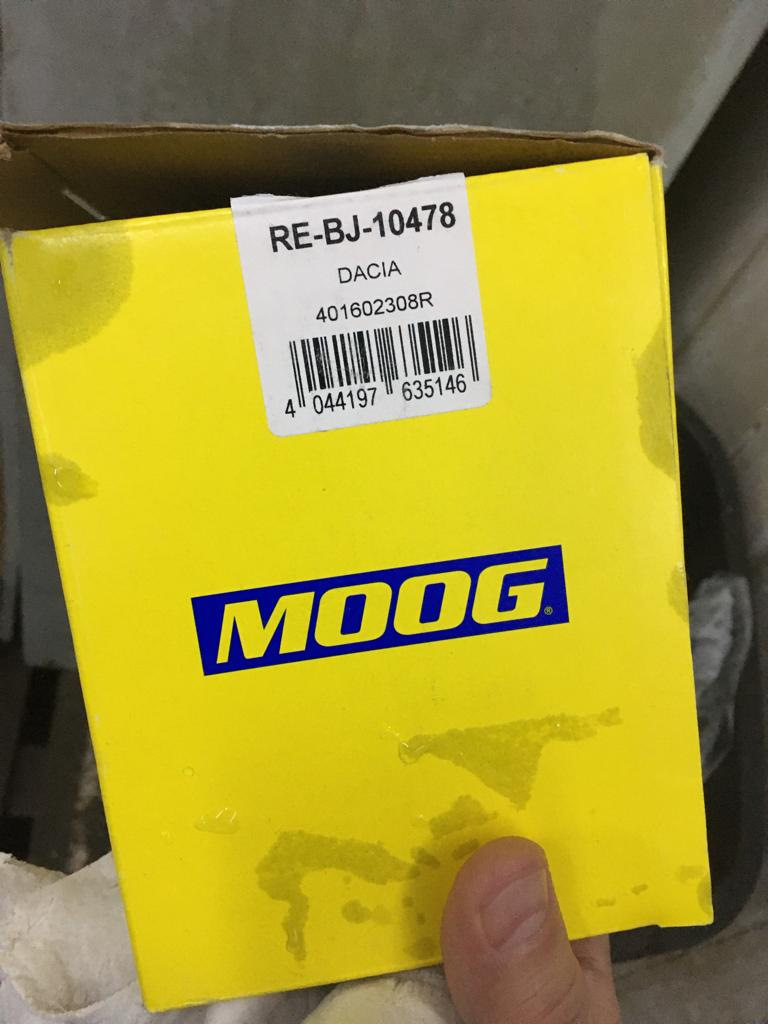 RE-BJ-10478
DACIA
401602308R
4 044197 635146
MOOG®